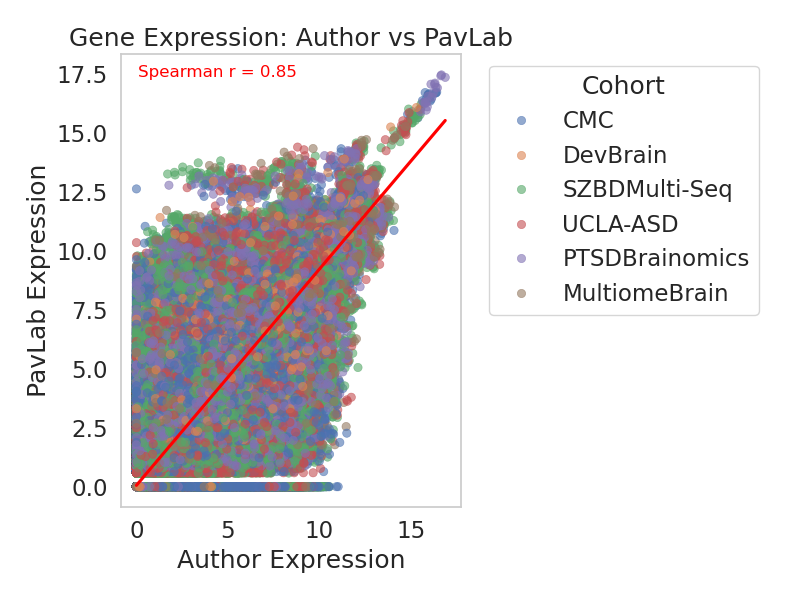 Gene Expression: Author vs PavLab
Spearman r = 0.85
17.5
15.0
12.5
10.0
7.5
5.0
2.5
0.0
PavLab Expression
0 5 10 15
Author Expression
Cohort
CMC
DevBrain
SZBDMulti-Seq
UCLA-ASD
PTSDBrainomics
MultiomeBrain